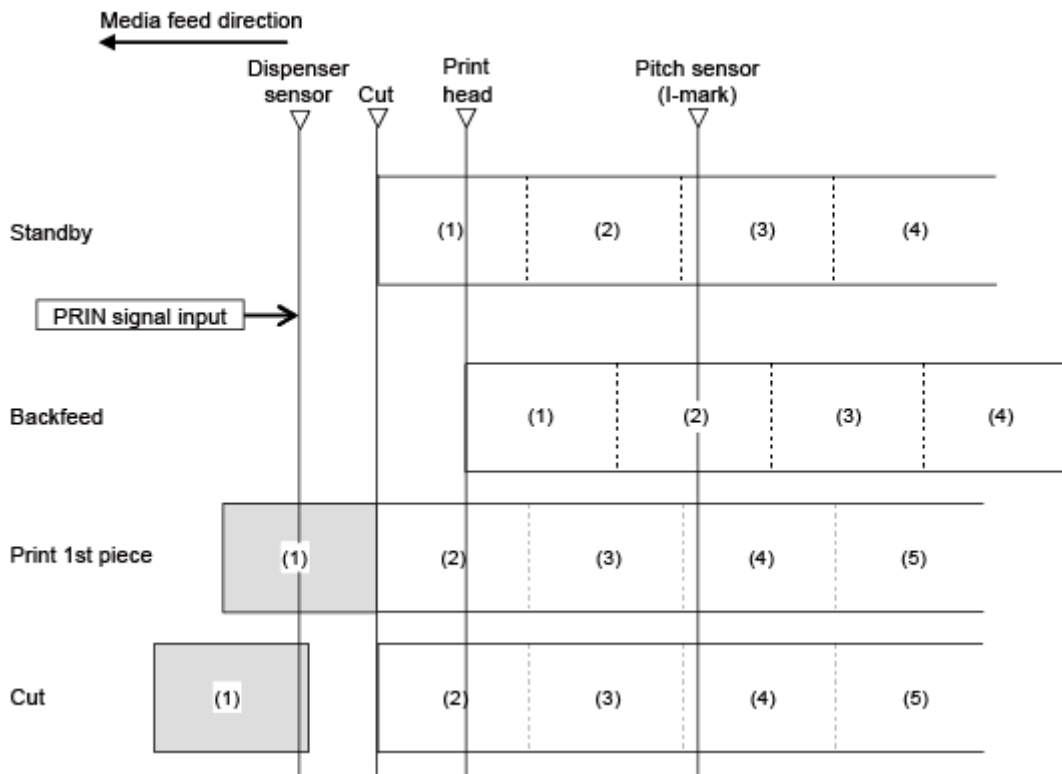 Media feed direction
Dispenser
sensor
Cut
Print
head
Pitch sensor
(I-mark)
Standby
(1)
(2)
(3)
(4)
PRIN signal input
Backfeed
(1)
(2)
(3)
(4)
Print 1st piece
(1)
(2)
(3)
(4)
(5)
Cut
(1)
(2)
(3)
(4)
(5)